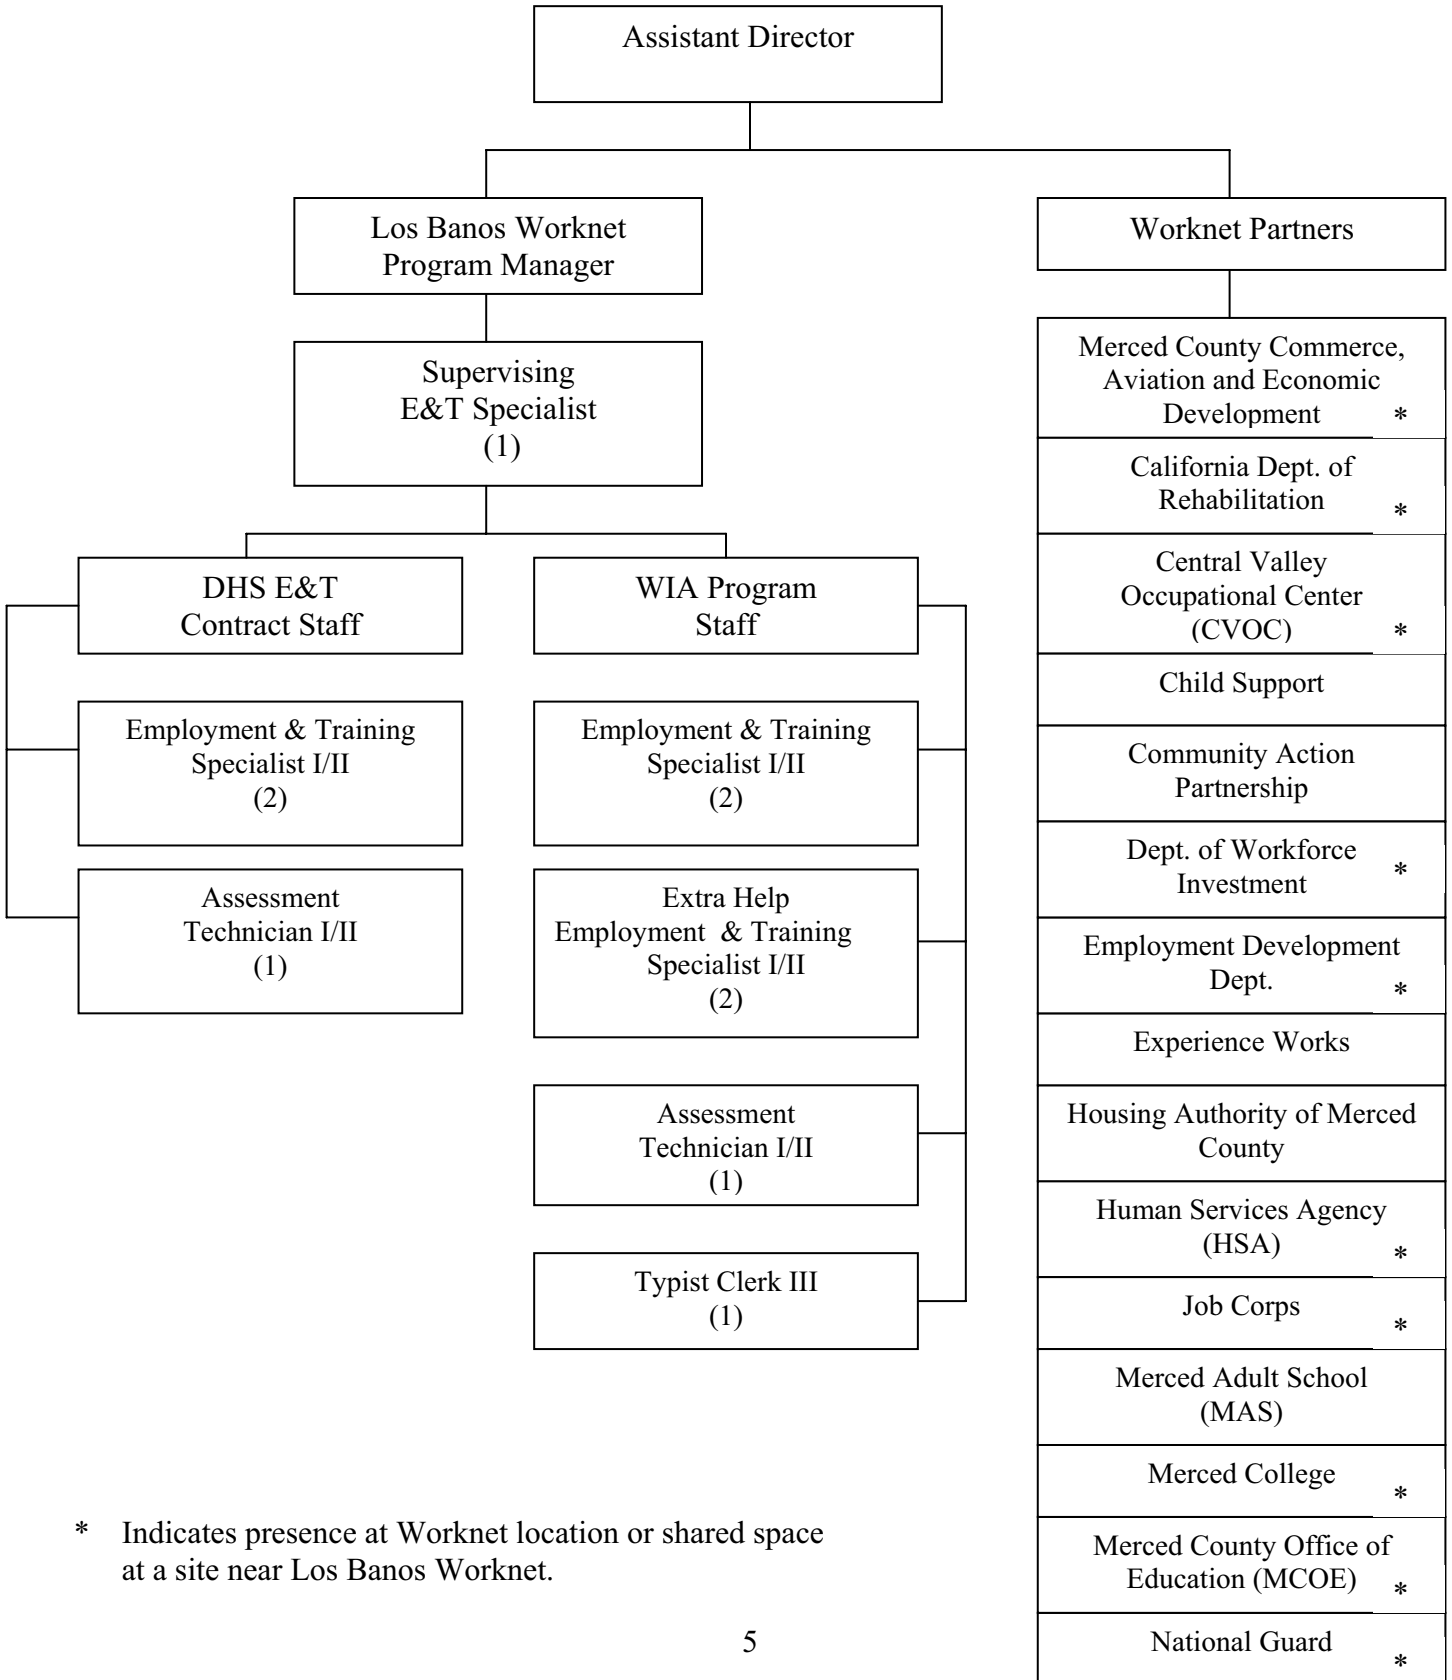 Assistant Director
Los Banos Worknet
Program Manager
Supervising
E&T Specialist
(1)
DHS E&T
Contract Staff
Employment & Training
Specialist I/II
(2)
Assessment
Technician I/II
(1)
WIA Program
Staff
Employment & Training
Specialist I/II
(2)
Extra Help
Employment & Training
Specialist I/II
(2)
Assessment
Technician I/II
(1)
Typist Clerk III
(1)
Worknet Partners
Merced County Commerce,
Aviation and Economic
Development *
California Dept. of
Rehabilitation *
Central Valley
Occupational Center
(CVOC) *
Child Support
Community Action
Partnership
Dept. of Workforce
Investment *
Employment Development
Dept. *
Experience Works
Housing Authority of Merced
County
Human Services Agency
(HSA) *
Job Corps *
Merced Adult School
(MAS)
Merced College *
Merced County Office of
Education (MCOE) *
National Guard *
* Indicates presence at Worknet location or shared space
at a site near Los Banos Worknet.
5